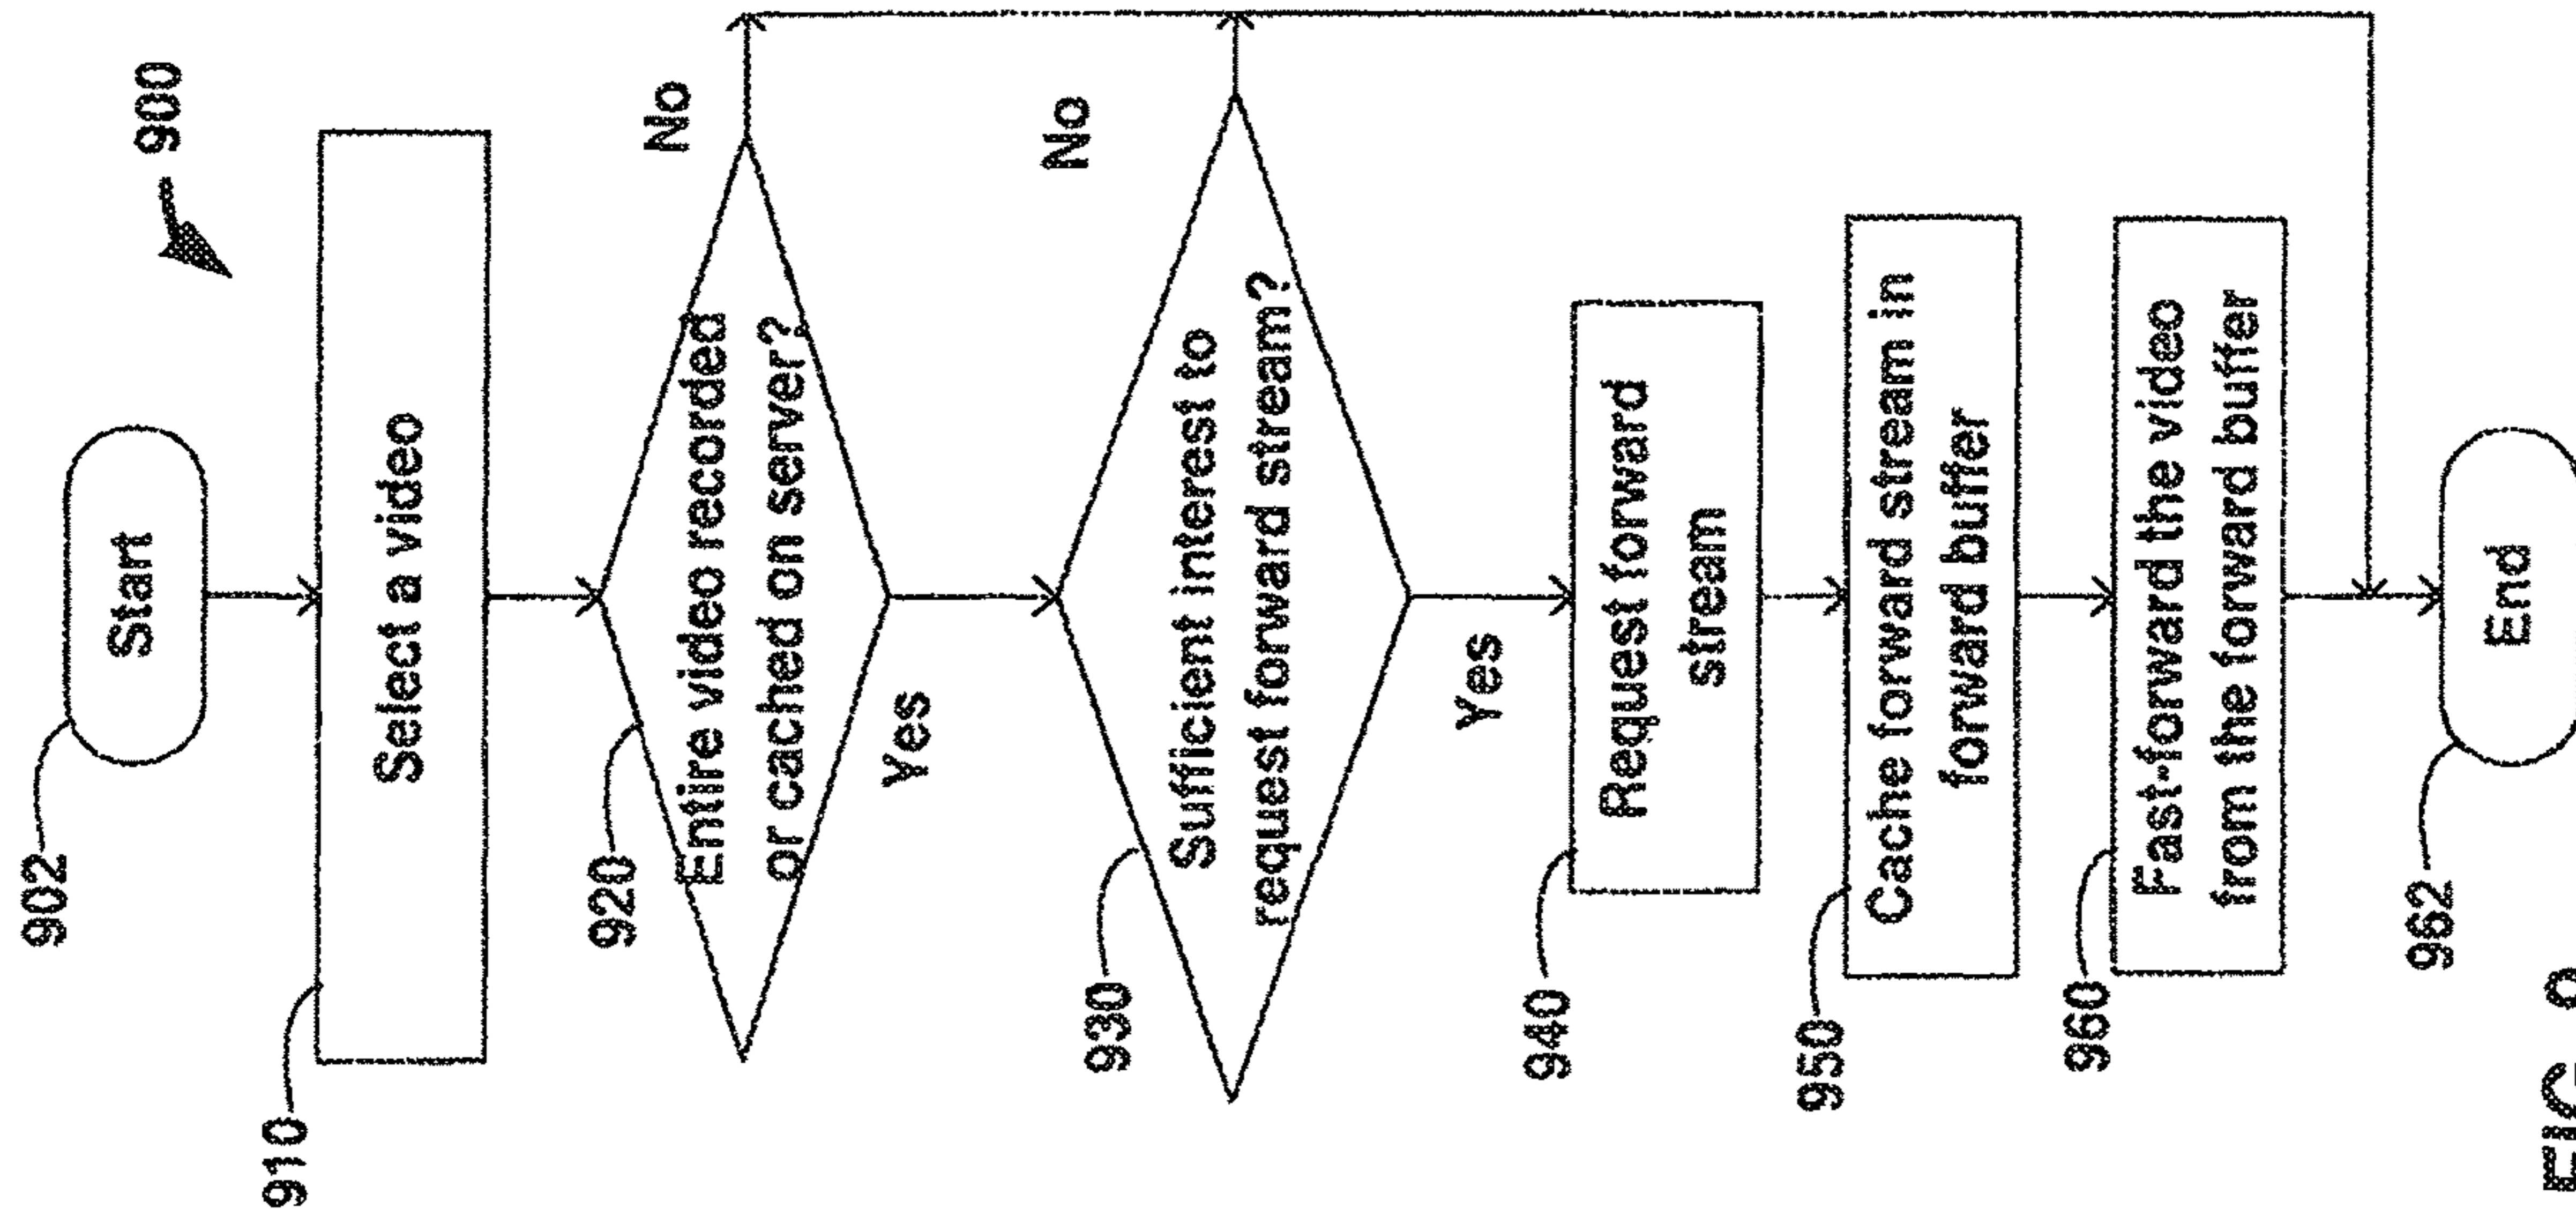 900
902
Start
910
Select a video
920
Entire video recorded
or cached on server?
No
Yes
930
Sufficient interest to
request forward stream?
No
Yes
940
Request forward
stream
950
Cache forward stream in
forward buffer
960
Fast-forward the video
from the forward buffer
962
End
FIG.